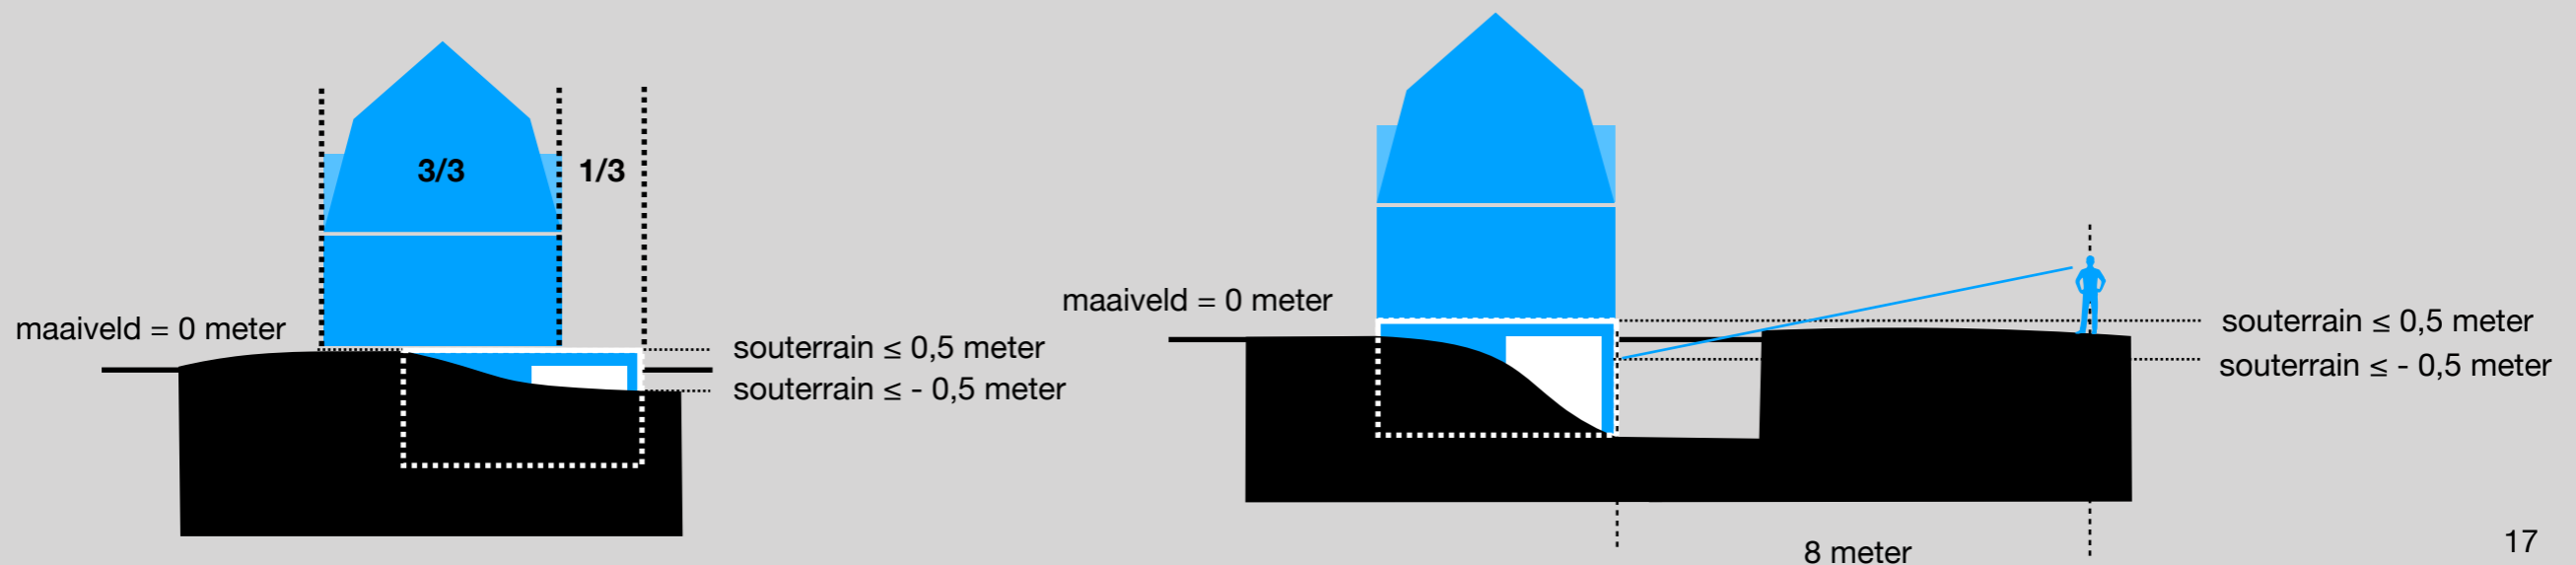 3/3
1/3
maaiveld = 0 meter
souterrain ≤ 0,5 meter
souterrain ≤ - 0,5 meter
maaiveld = 0 meter
souterrain ≤ 0,5 meter
souterrain ≤ - 0,5 meter
8 meter
17